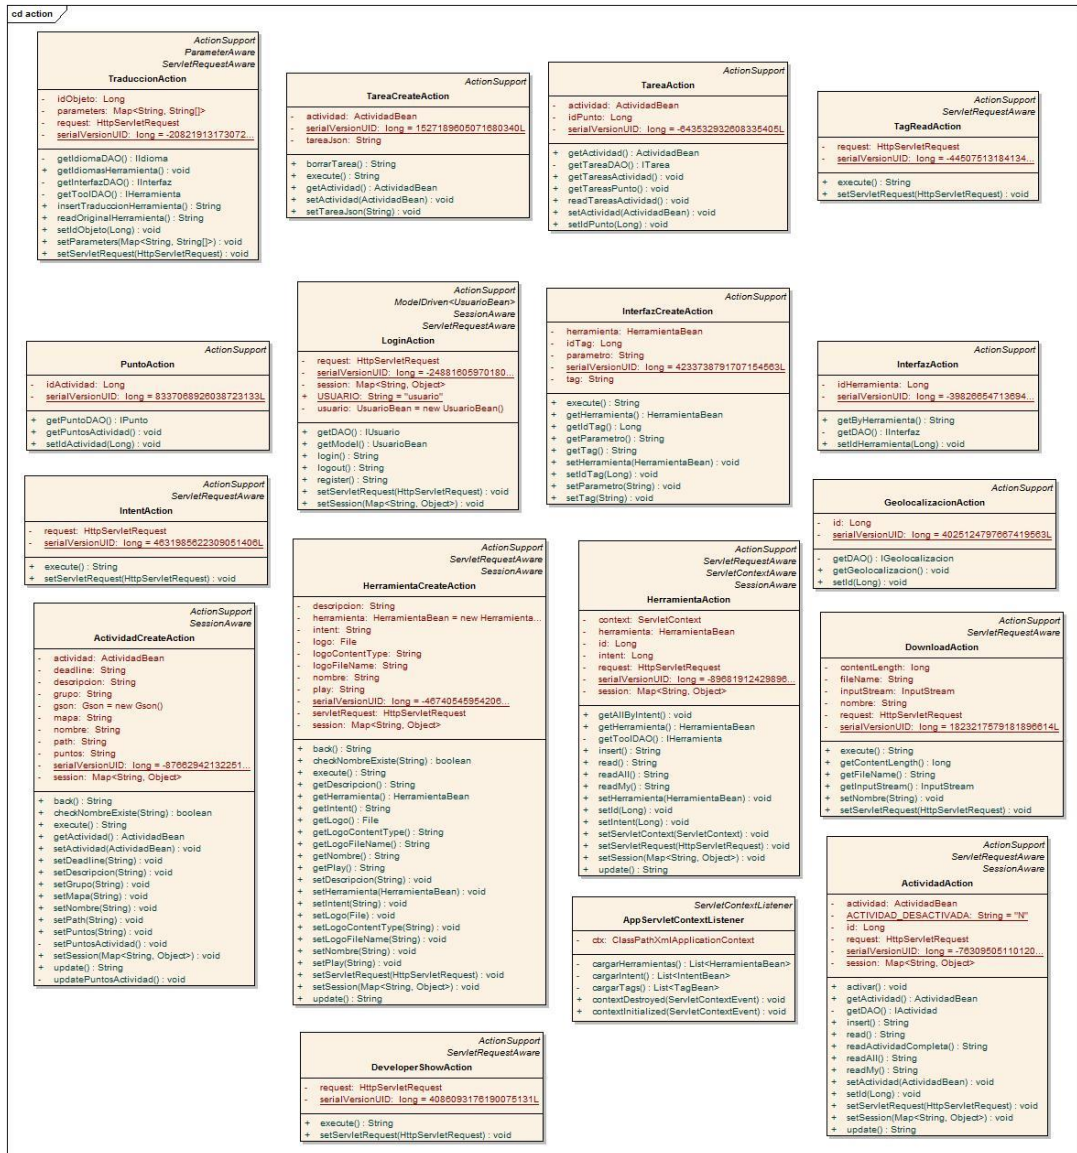 cd action
ActionSupport
ParameterAware
ServletRequestAware
TraduccionAction
- idObjeto: Long
- parameters: Map<String, String[]>
- request: HttpServletRequest
- serialVersionUID: long = -20821913173072...
- getIdiomaDAO() : IIdioma
+ getIdiomasHerramienta() : void
- getInterfazDAO() : IInterfaz
- getToolDAO() : IHerramienta
+ insertTraduccionHerramienta() : String
+ readOriginalHerramienta() : String
+ setIdObjeto(Long) : void
+ setParameters(Map<String, String[]>) : void
+ setServletRequest(HttpServletRequest) : void
ActionSupport
TareaCreateAction
- actividad: ActividadBean
- serialVersionUID: long = 1527189605071680340L
- tareaJson: String
+ borrarTarea() : String
+ execute() : String
+ getActividad() : ActividadBean
+ setActividad(ActividadBean) : void
+ setTareaJson(String) : void
ActionSupport
TareaAction
- actividad: ActividadBean
- idPunto: Long
- serialVersionUID: long = -643532932608335405L
+ getActividad() : ActividadBean
- getTareaDAO() : ITarea
+ getTareasActividad() : void
+ getTareasPunto() : void
+ readTareasActividad() : void
+ setActividad(ActividadBean) : void
+ setIdPunto(Long) : void
ActionSupport
TagReadAction
- request: HttpServletRequest
- serialVersionUID: long = -44507513184134...
+ execute() : String
+ setServletRequest(HttpServletRequest) : void
ActionSupport
PuntoAction
- idActividad: Long
- serialVersionUID: long = 8337068926038723133L
+ getPuntoDAO() : IPunto
+ getPuntosActividad() : void
+ setIdActividad(Long) : void
ActionSupport
ModelDriven<UsuarioBean>
SessionAware
ServletRequestAware
LoginAction
- request: HttpServletRequest
- serialVersionUID: long = -24881605970180...
- session: Map<String, Object>
+ USUARIO: String = "usuario"
- usuario: UsuarioBean = new UsuarioBean()
+ getDAO() : IUsuario
+ getModel() : UsuarioBean
+ login() : String
+ logout() : String
+ register() : String
+ setServletRequest(HttpServletRequest) : void
+ setSession(Map<String, Object>) : void
ActionSupport
InterfazCreateAction
- herramienta: HerramientaBean
- idTag: Long
- parametro: String
- serialVersionUID: long = 4233738791707154563L
- tag: String
+ execute() : String
+ getHerramienta() : HerramientaBean
+ getIdTag() : Long
+ getParametro() : String
+ getTag() : String
+ setHerramienta(HerramientaBean) : void
+ setIdTag(Long) : void
+ setParametro(String) : void
+ setTag(String) : void
ActionSupport
InterfazAction
- idHerramienta: Long
- serialVersionUID: long = -39826654713694...
+ getByHerramienta() : String
- getDAO() : IInterfaz
+ setIdHerramienta(Long) : void
ActionSupport
ServletRequestAware
IntentAction
- request: HttpServletRequest
- serialVersionUID: long = 4631985622309051406L
+ execute() : String
+ setServletRequest(HttpServletRequest) : void
ActionSupport
GeolocalizacionAction
- id: Long
- serialVersionUID: long = 4025124797667419563L
- getDAO() : IGeolocalizacion
+ getGeolocalizacion() : void
+ setId(Long) : void
ActionSupport
SessionAware
ActividadCreateAction
- actividad: ActividadBean
- deadline: String
- descripcion: String
- grupo: String
- gson: Gson = new Gson()
- mapa: String
- nombre: String
- path: String
- puntos: String
- serialVersionUID: long = -87662942132251...
- session: Map<String, Object>
+ back() : String
+ checkNombreExiste(String) : boolean
+ execute() : String
+ getActividad() : ActividadBean
+ setActividad(ActividadBean) : void
+ setDeadline(String) : void
+ setDescripcion(String) : void
+ setGrupo(String) : void
+ setMapa(String) : void
+ setNombre(String) : void
+ setPath(String) : void
+ setPuntos(String) : void
- setPuntosActividad() : void
+ setSession(Map<String, Object>) : void
+ update() : String
- updatePuntosActividad() : void
ActionSupport
ServletRequestAware
SessionAware
HerramientaCreateAction
- descripcion: String
- herramienta: HerramientaBean = new Herramienta...
- intent: String
- logo: File
- logoContentType: String
- logoFileName: String
- nombre: String
- play: String
- serialVersionUID: long = -46740545954206...
- servletRequest: HttpServletRequest
- session: Map<String, Object>
+ back() : String
+ checkNombreExiste(String) : boolean
+ execute() : String
+ getDescripcion() : String
+ getHerramienta() : HerramientaBean
+ getIntent() : String
+ getLogo() : File
+ getLogoContentType() : String
+ getLogoFileName() : String
+ getNombre() : String
+ getPlay() : String
+ setDescripcion(String) : void
+ setHerramienta(HerramientaBean) : void
+ setIntent(String) : void
+ setLogo(File) : void
+ setLogoContentType(String) : void
+ setLogoFileName(String) : void
+ setNombre(String) : void
+ setPlay(String) : void
+ setServletRequest(HttpServletRequest) : void
+ setSession(Map<String, Object>) : void
+ update() : String
ActionSupport
ServletRequestAware
ServletContextAware
SessionAware
HerramientaAction
- context: ServletContext
- herramienta: HerramientaBean
- id: Long
- intent: Long
- request: HttpServletRequest
- serialVersionUID: long = -89681912429896...
- session: Map<String, Object>
+ getAllByIntent() : void
+ getHerramienta() : HerramientaBean
- getToolDAO() : IHerramienta
+ insert() : String
+ read() : String
+ readAll() : String
+ readMy() : String
+ setHerramienta(HerramientaBean) : void
+ setId(Long) : void
+ setIntent(Long) : void
+ setServletContext(ServletContext) : void
+ setServletRequest(HttpServletRequest) : void
+ setSession(Map<String, Object>) : void
+ update() : String
ActionSupport
ServletRequestAware
DownloadAction
- contentLength: long
- fileName: String
- inputStream: InputStream
- nombre: String
- request: HttpServletRequest
- serialVersionUID: long = 1823217579181896614L
+ execute() : String
+ getContentLength() : long
+ getFileName() : String
+ getInputStream() : InputStream
+ setNombre(String) : void
+ setServletRequest(HttpServletRequest) : void
ServletContextListener
AppServletContextListener
- ctx: ClassPathXmlApplicationContext
- cargarHerramientas() : List<HerramientaBean>
- cargarIntent() : List<IntentBean>
- cargarTags() : List<TagBean>
+ contextDestroyed(ServletContextEvent) : void
+ contextInitialized(ServletContextEvent) : void
ActionSupport
ServletRequestAware
SessionAware
ActividadAction
- actividad: ActividadBean
- ACTIVIDAD_DESACTIVADA: String = "N"
- id: Long
- request: HttpServletRequest
- serialVersionUID: long = -76309505110120...
- session: Map<String, Object>
+ activar() : void
+ getActividad() : ActividadBean
- getDAO() : IActividad
+ insert() : String
+ read() : String
+ readActividadCompleta() : String
+ readAll() : String
+ readMy() : String
+ setActividad(ActividadBean) : void
+ setId(Long) : void
+ setServletRequest(HttpServletRequest) : void
+ setSession(Map<String, Object>) : void
+ update() : String
ActionSupport
ServletRequestAware
DeveloperShowAction
- request: HttpServletRequest
- serialVersionUID: long = 4086093176190075131L
+ execute() : String
+ setServletRequest(HttpServletRequest) : void